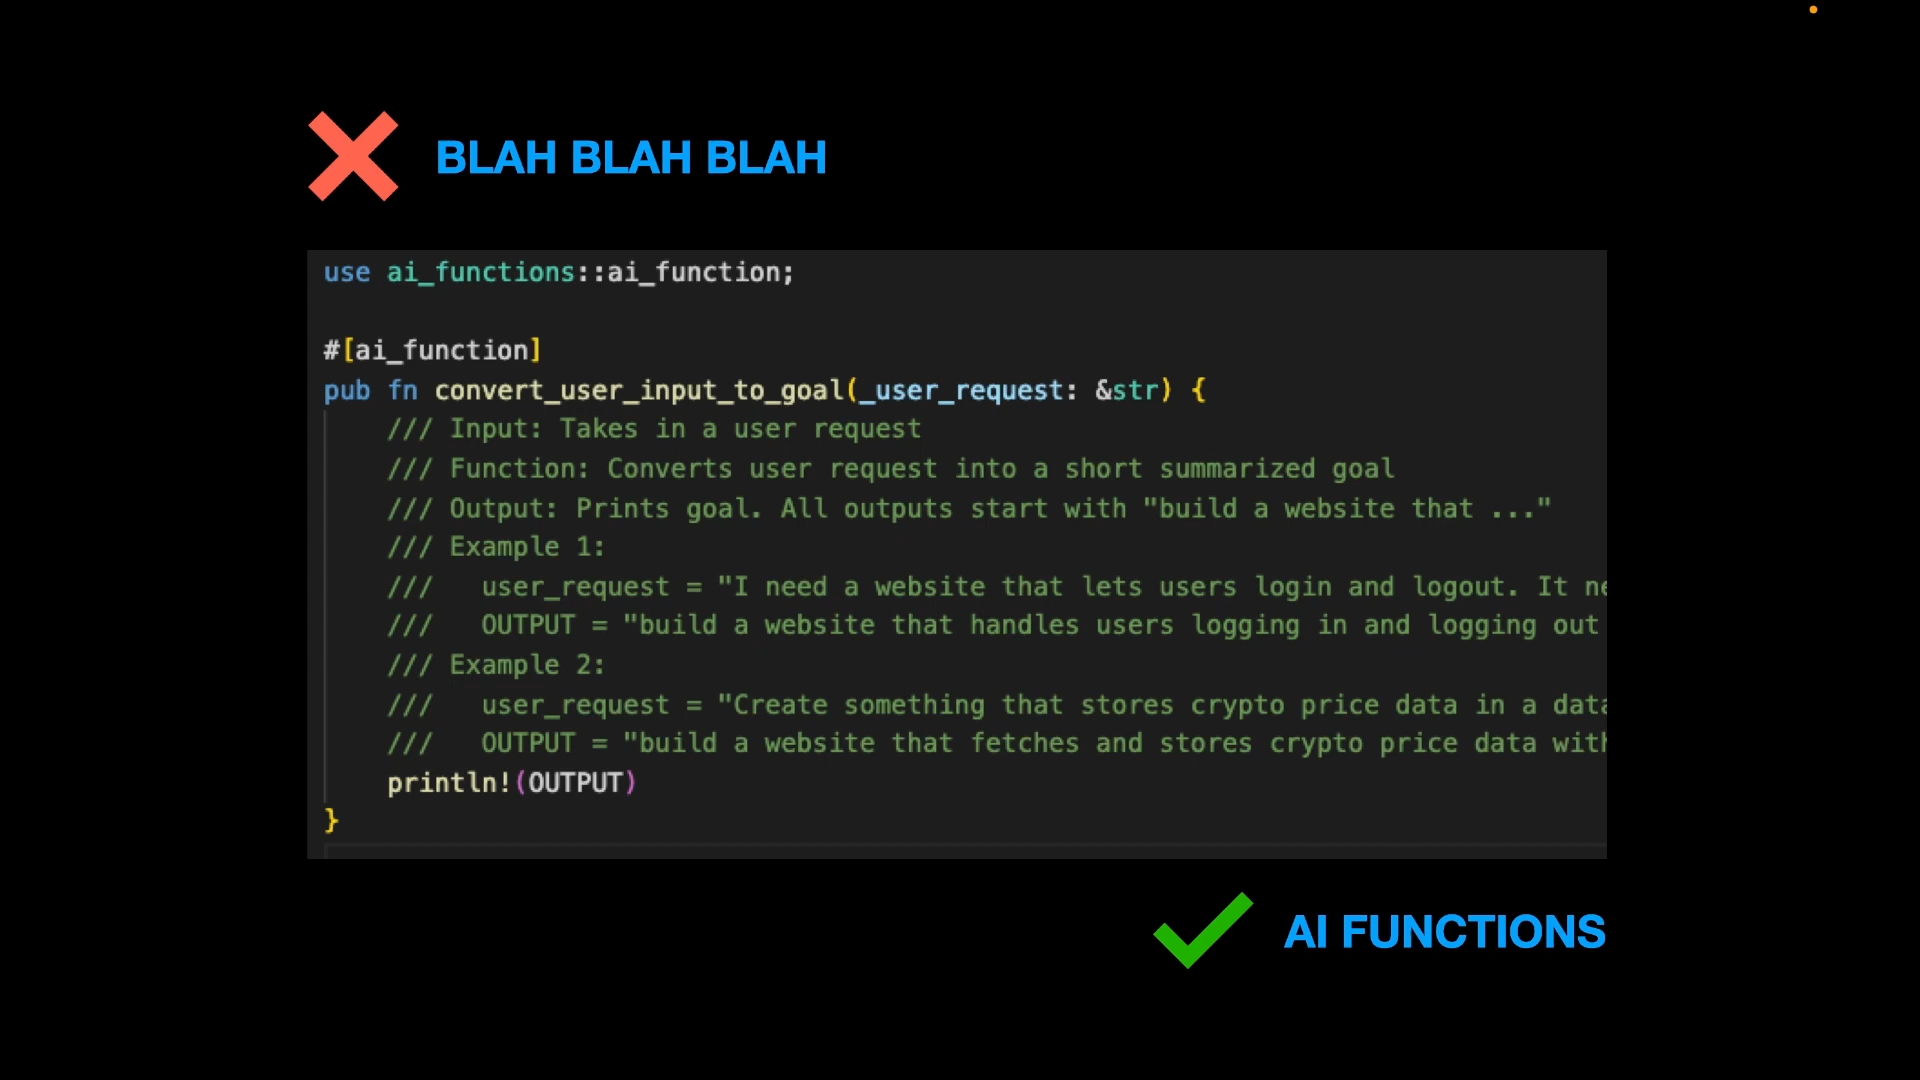 BLAH BLAH BLAH
use ai_functions::ai_function;
#[ai_function]
pub fn convert_user_input_to_goal(_user_request: &str) {
/// Input: Takes in a user request
/// Function: Converts user request into a short summarized goal
/// Output: Prints goal. All outputs start with "build a website that ..."
/// Example 1:
///   user_request = "I need a website that lets users login and logout. It
///   OUTPUT = "build a website that handles users logging in and logging out
/// Example 2:
///   user_request = "Create something that stores crypto price data in a
///   OUTPUT = "build a website that fetches and stores crypto price data
println!(OUTPUT)
}
AI FUNCTIONS